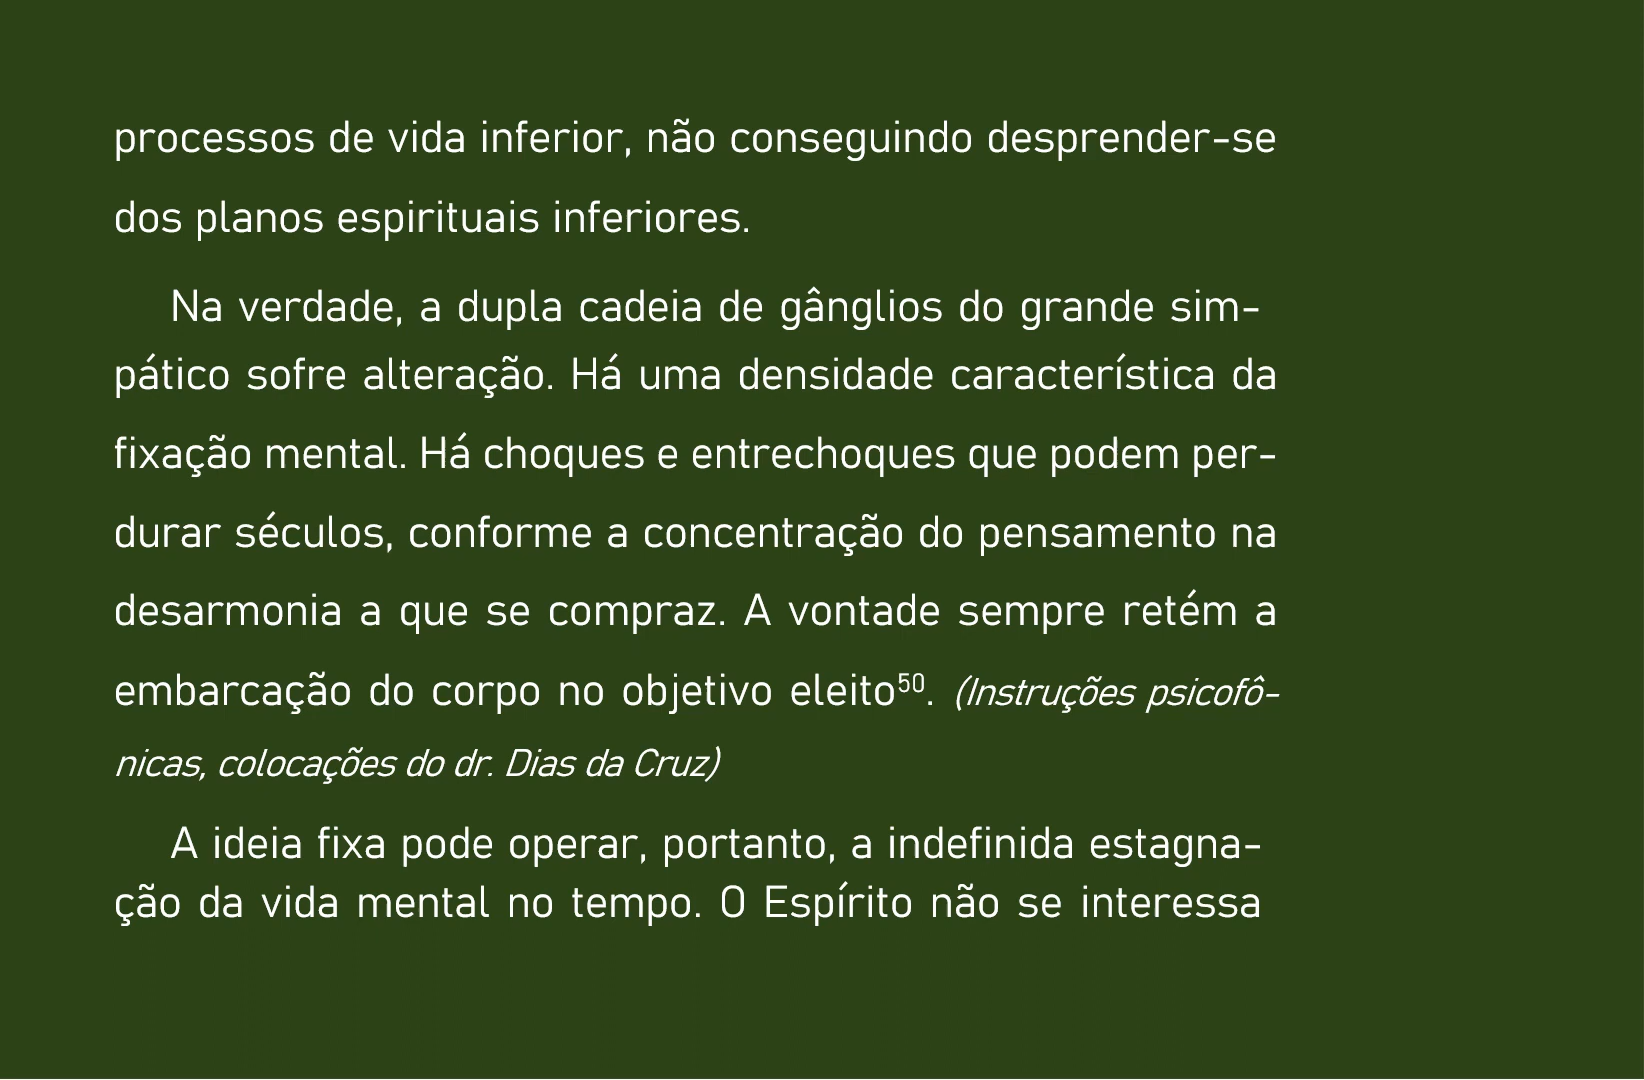 processos de vida inferior, não conseguindo desprender-se
dos planos espirituais inferiores.
Na verdade, a dupla cadeia de gânglios do grande sim-
pático sofre alteração. Há uma densidade característica da
fixação mental. Há choques e entrechoques que podem per-
durar séculos, conforme a concentração do pensamento na
desarmonia a que se compraz. A vontade sempre retém a
embarcação do corpo no objetivo eleito⁵⁰. (Instruções psicofô-
nicas, colocações do dr. Dias da Cruz)
A ideia fixa pode operar, portanto, a indefinida estagna-
ção da vida mental no tempo. O Espírito não se interessa